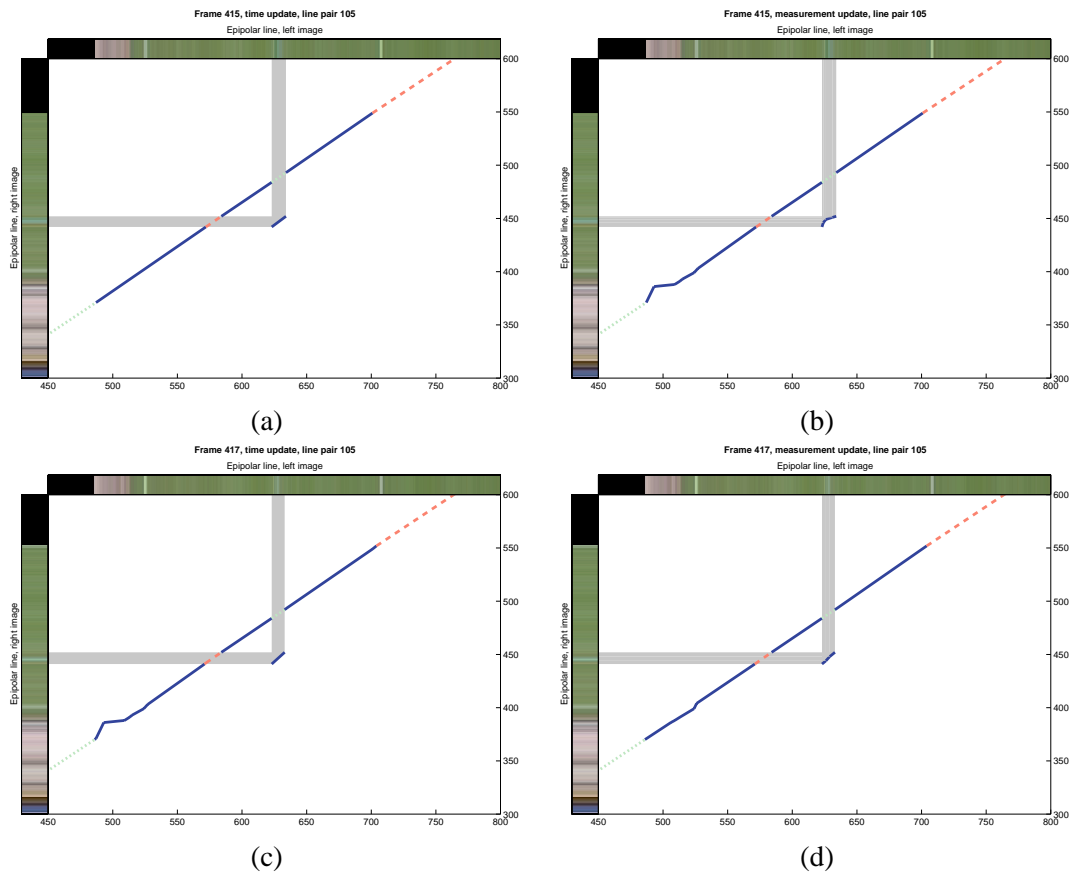 Frame 415, time update, line pair 105
Epipolar line, left image
Epipolar line, right image
600
550
500
450
400
350
300
450 500 550 600 650 700 750 800
(a)
Frame 415, measurement update, line pair 105
Epipolar line, left image
Epipolar line, right image
600
550
500
450
400
350
300
450 500 550 600 650 700 750 800
(b)
Frame 417, time update, line pair 105
Epipolar line, left image
Epipolar line, right image
600
550
500
450
400
350
300
450 500 550 600 650 700 750 800
(c)
Frame 417, measurement update, line pair 105
Epipolar line, left image
Epipolar line, right image
600
550
500
450
400
350
300
450 500 550 600 650 700 750 800
(d)